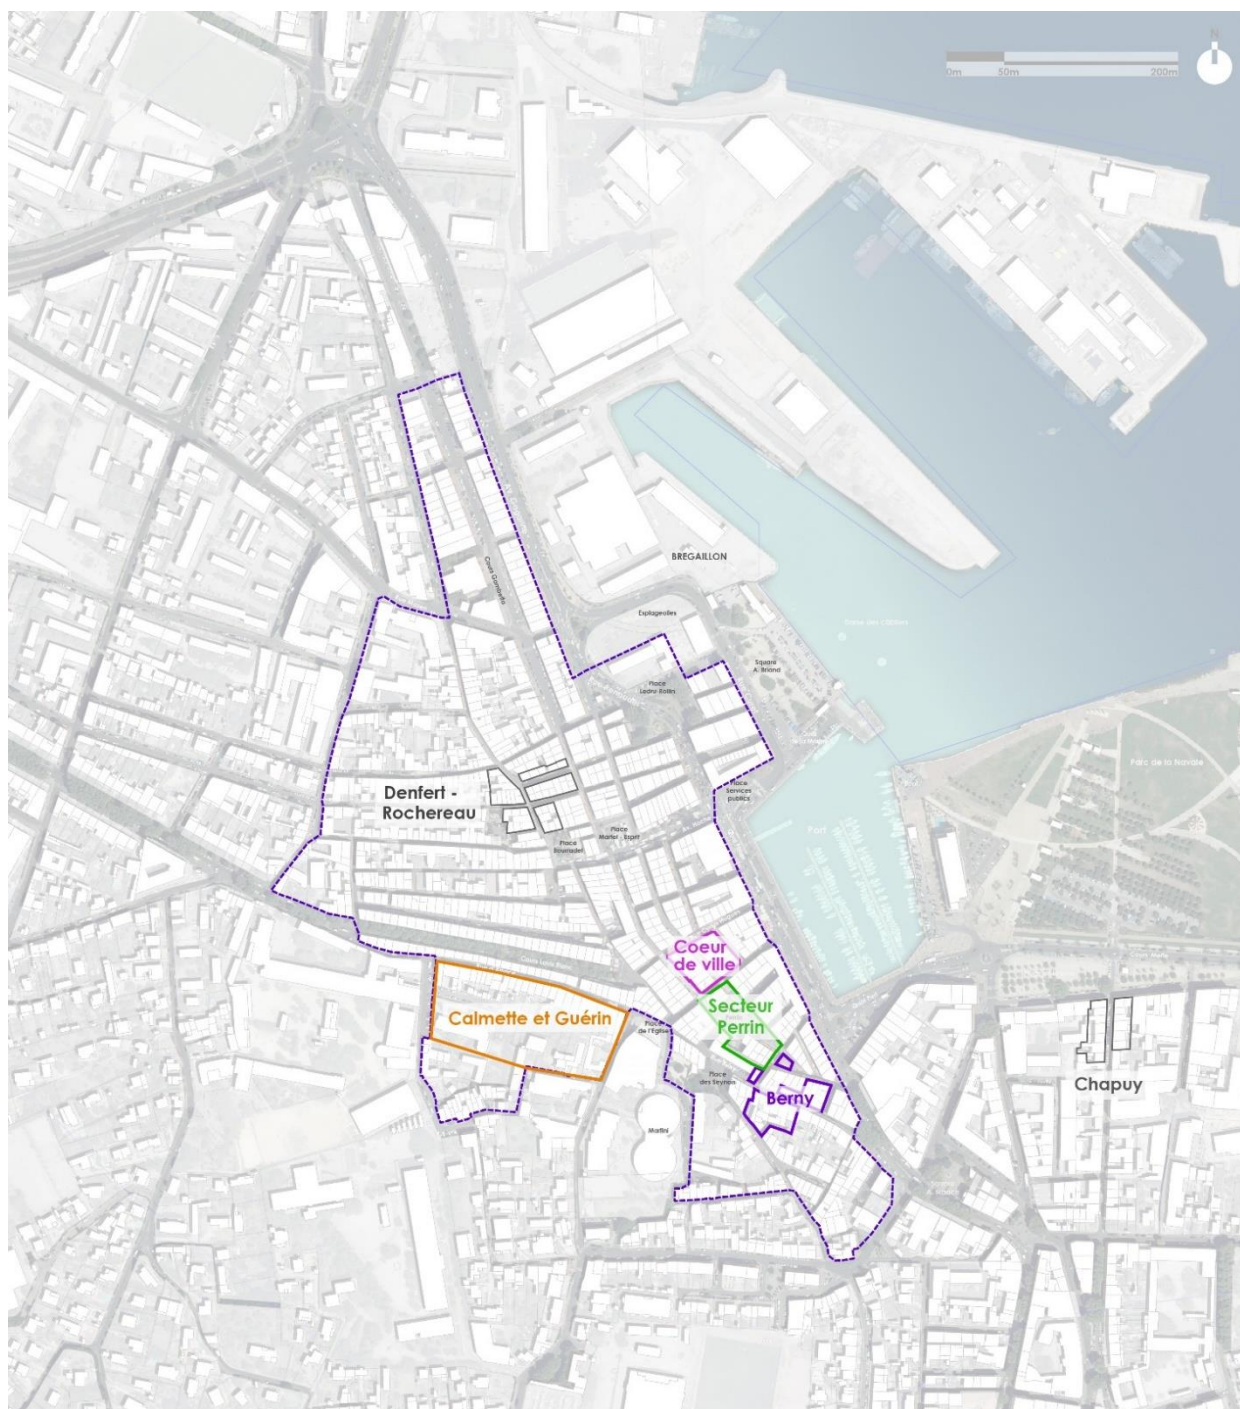 N
0m 50m 200m
Cours Gambetta
BREGAILLON
Esplageolles
Square
A. Briand
Place
Ledru-Rollin
Parc de la Navale
Denfert -
Rochereau
Place
Services
publics
Place
Martel - Esprit
Place
Bourradet
Port
Coeur
de ville
Secteur
Perrin
Calmette et Guérin
Place
de l'Eglise
Place
des Seyrion
Berny
Martini
Chapuy